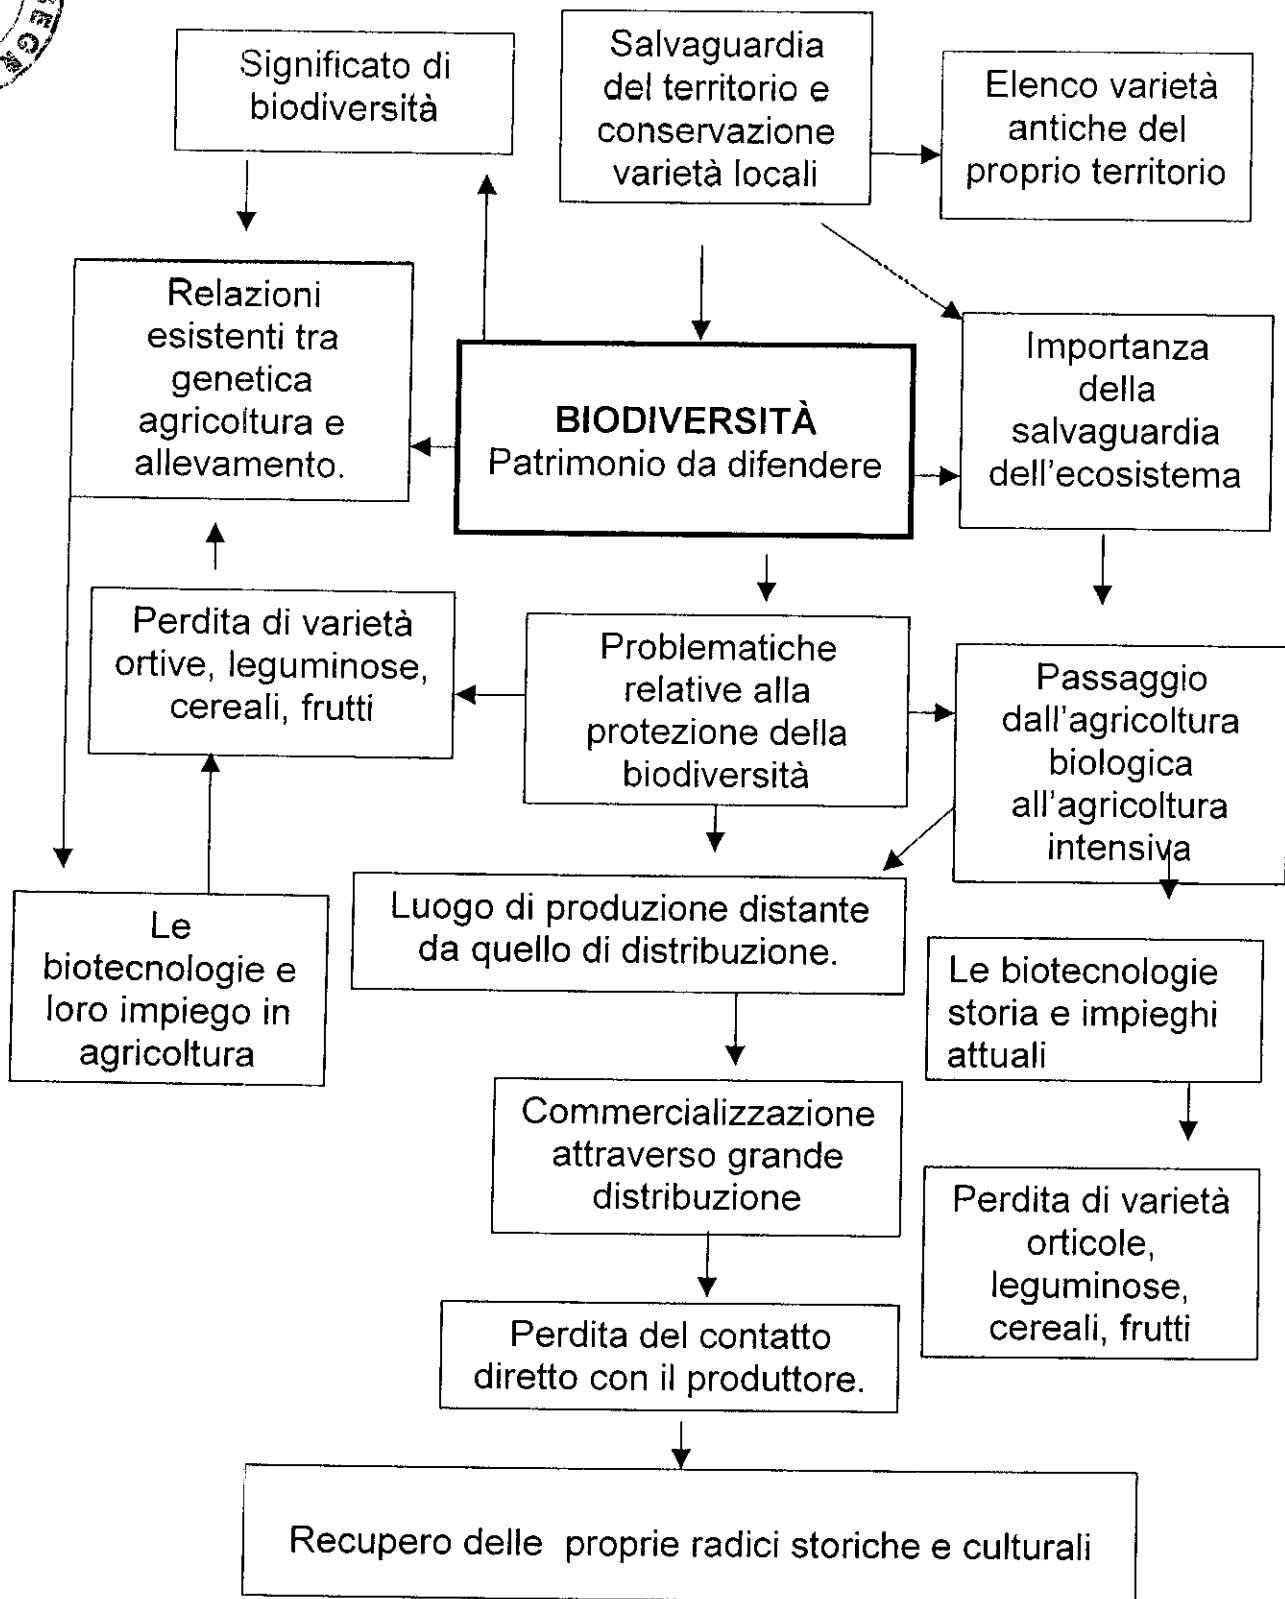 Significato di
biodiversità
Salvaguardia
del territorio e
conservazione
varietà locali
Elenco varietà
antiche del
proprio territorio
Relazioni
esistenti tra
genetica
agricoltura e
allevamento.
BIODIVERSITÀ
Patrimonio da difendere
Importanza
della
salvaguardia
dell'ecosistema
Perdita di varietà
ortive, leguminose,
cereali, frutti
Problematiche
relative alla
protezione della
biodiversità
Passaggio
dall'agricoltura
biologica
all'agricoltura
intensiva
Le
biotecnologie e
loro impiego in
agricoltura
Luogo di produzione distante
da quello di distribuzione.
Le biotecnologie
storia e impieghi
attuali
Commercializzazione
attraverso grande
distribuzione
Perdita di varietà
orticole,
leguminose,
cereali, frutti
Perdita del contatto
diretto con il produttore.
Recupero delle  proprie radici storiche e culturali